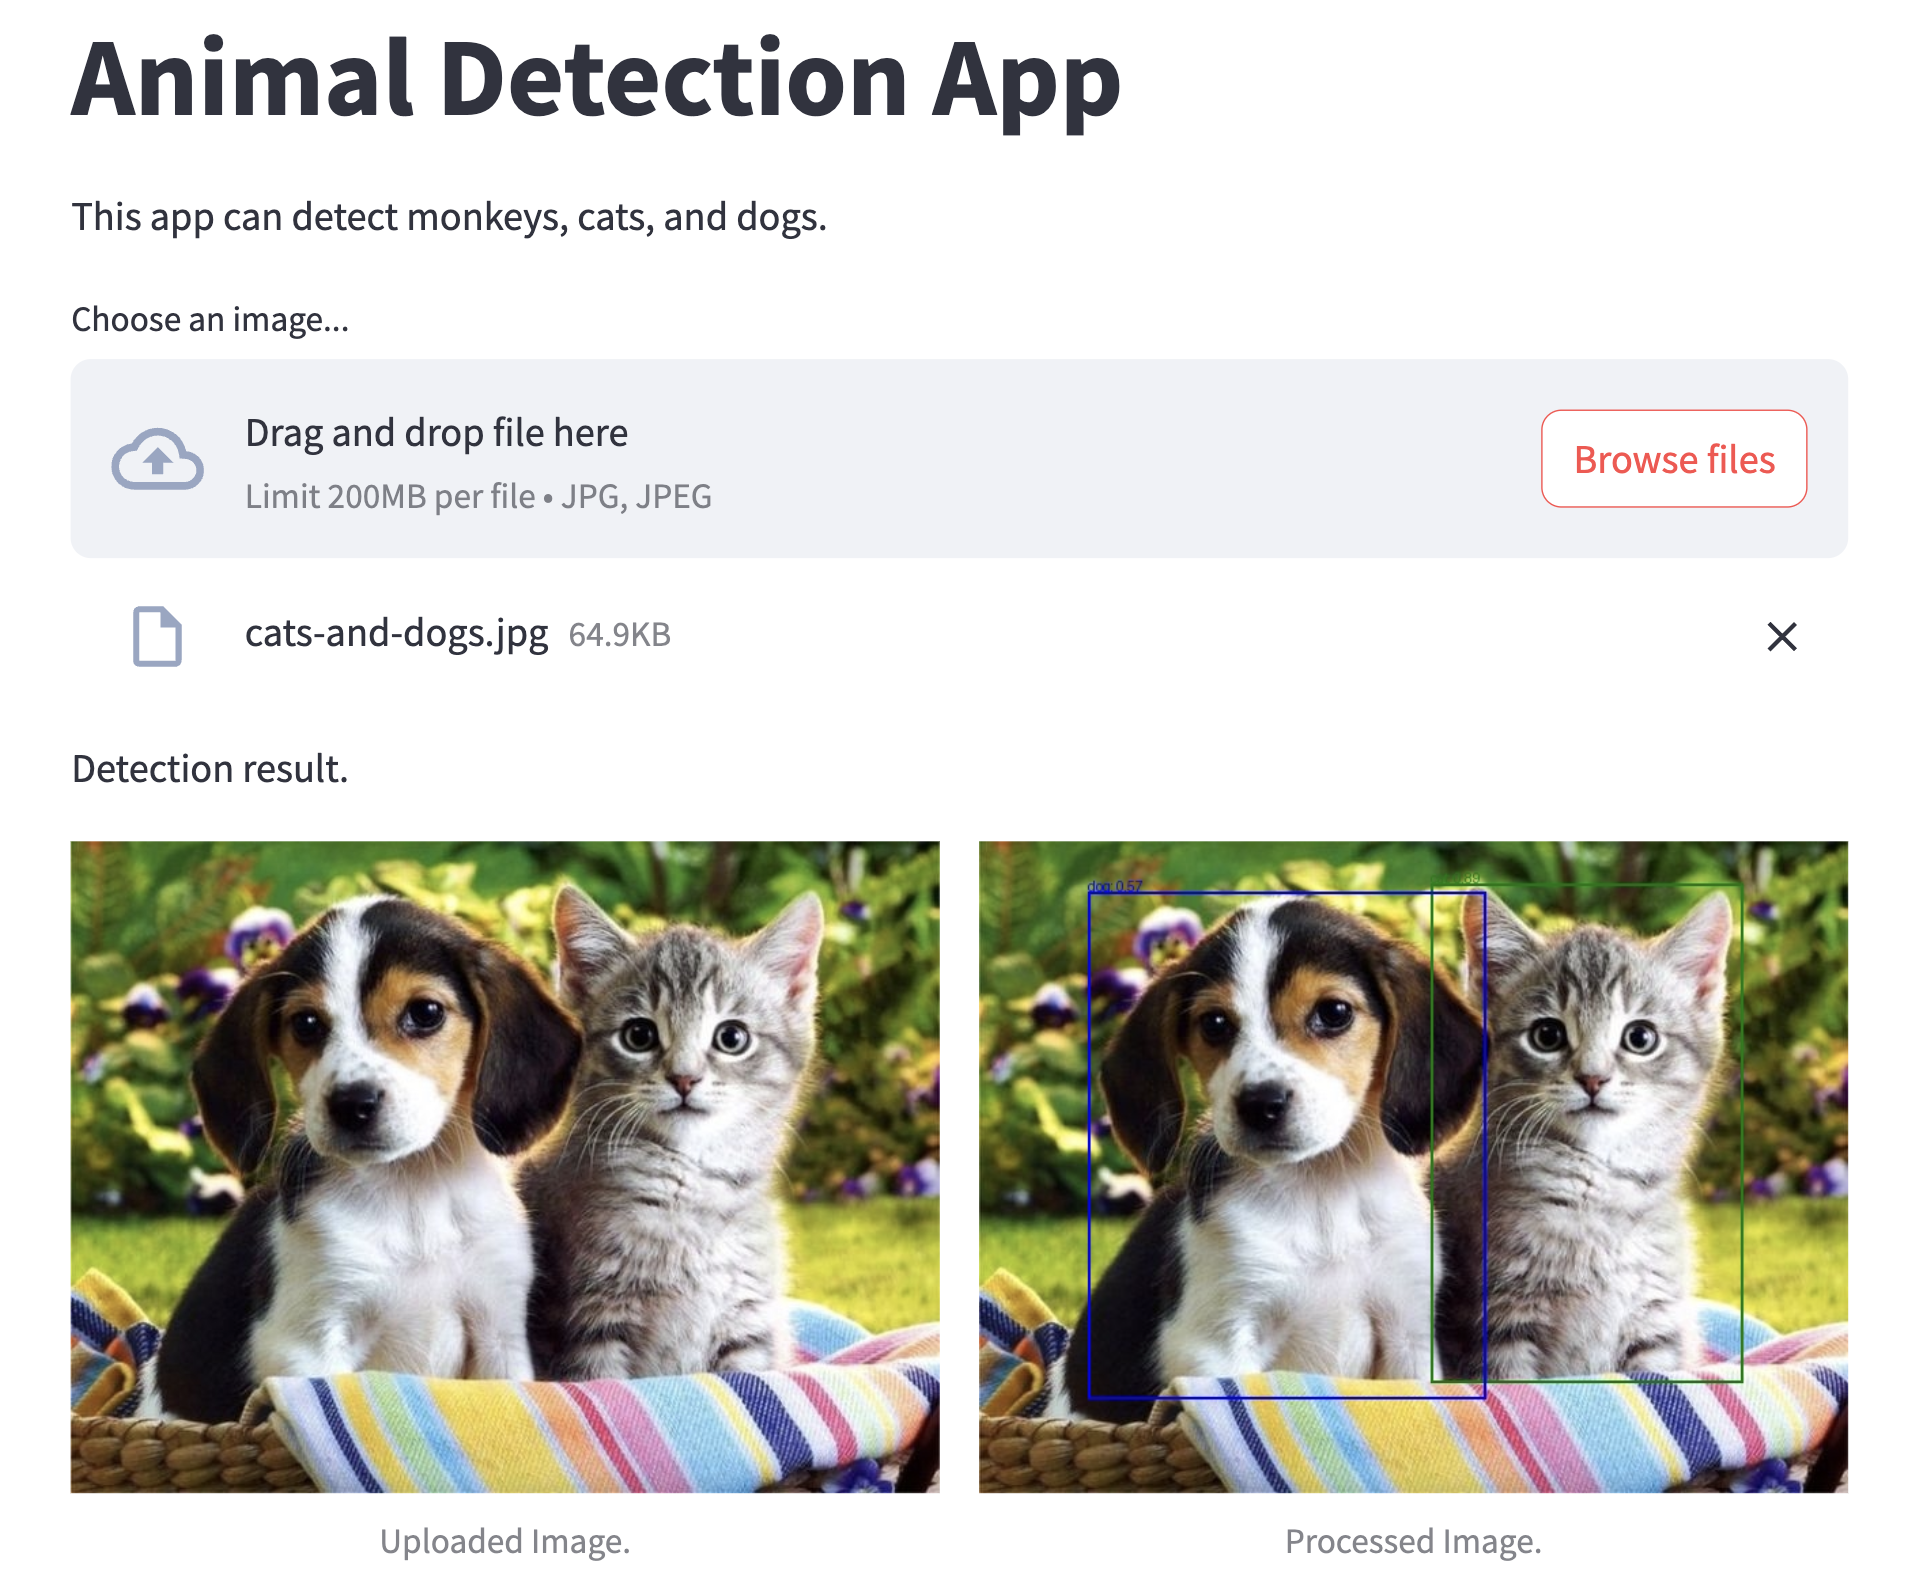 Animal Detection App
This app can detect monkeys, cats, and dogs.
Choose an image...
Drag and drop file here
Limit 200MB per file • JPG, JPEG
Browse files
cats-and-dogs.jpg 64.9KB
Detection result.
dog: 0.57
Uploaded Image.
Processed Image.